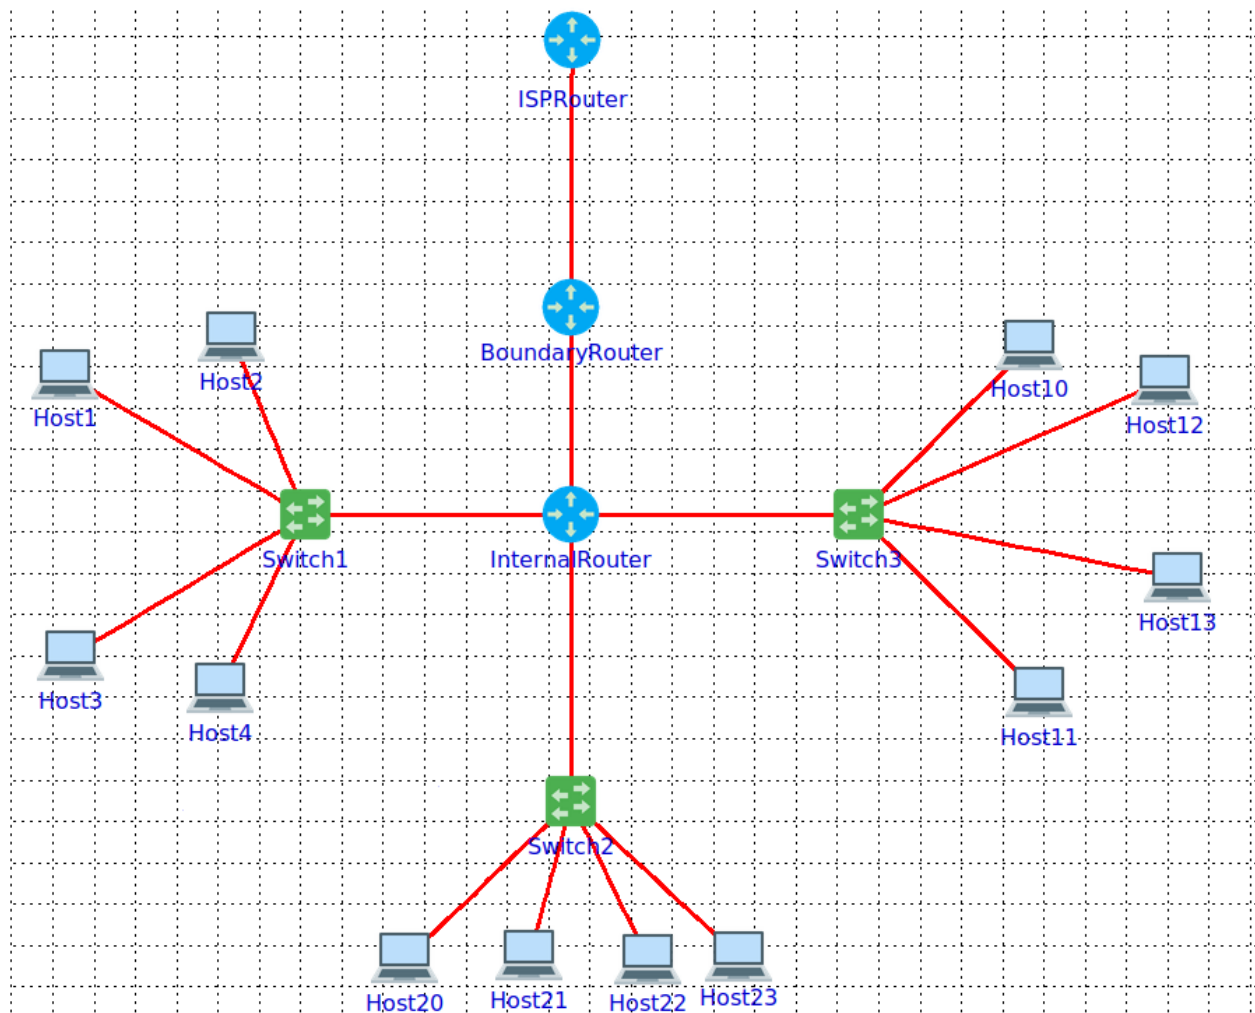 ISPRouter
BoundaryRouter
Host2
Host10
Host1
Host12
Switch1
InternalRouter
Switch3
Host13
Host3
Host4
Host11
Switch2
Host20
Host21
Host22
Host23